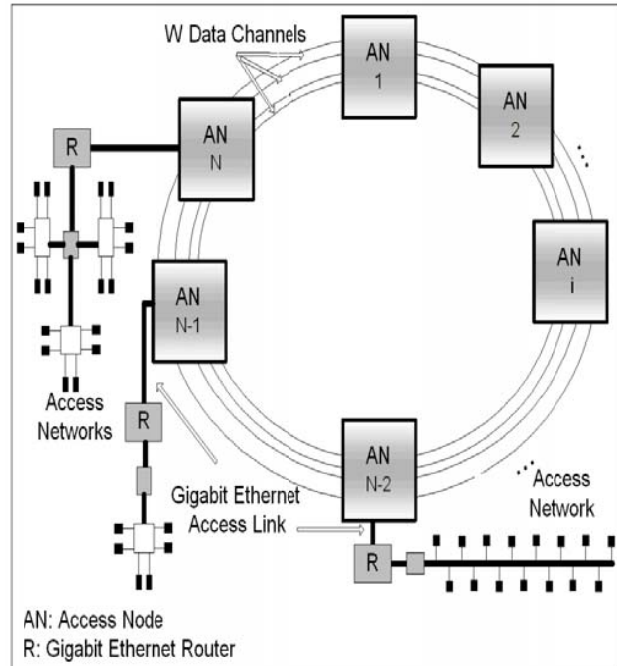 W Data Channels
AN
1
AN
2
...
AN
N
R
AN
i
AN
N-1
Access
Networks
R
AN
N-2
...
Access
Network
Gigabit Ethernet
Access Link
R
AN: Access Node
R: Gigabit Ethernet Router